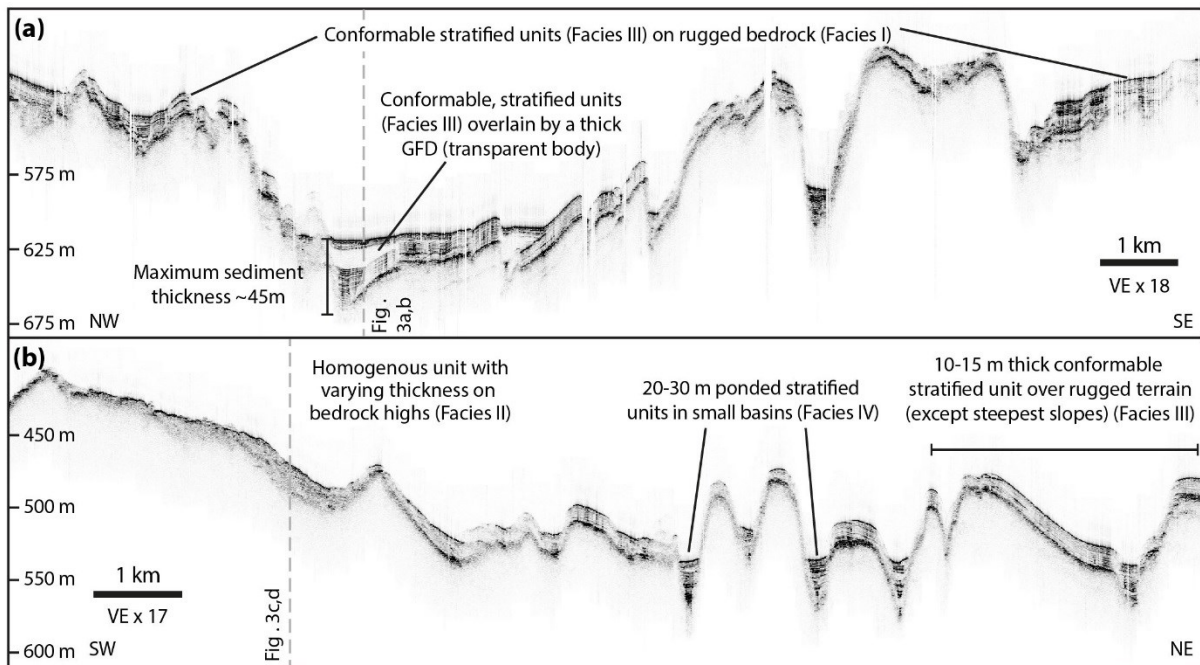 (a)
Conformable stratified units (Facies III) on rugged bedrock (Facies I)
Conformable, stratified units
(Facies III) overlain by a thick
GFD (transparent body)
575 m
625 m
675 m
Maximum sediment
thickness ~45m
Fig .
3a,b
1 km
VE x 18
NW
SE
(b)
Homogenous unit with
varying thickness on
bedrock highs (Facies II)
20-30 m ponded stratified
units in small basins (Facies IV)
10-15 m thick conformable
stratified unit over rugged terrain
(except steepest slopes) (Facies III)
450 m
500 m
550 m
600 m
1 km
VE x 17
Fig . 3c,d
SW
NE